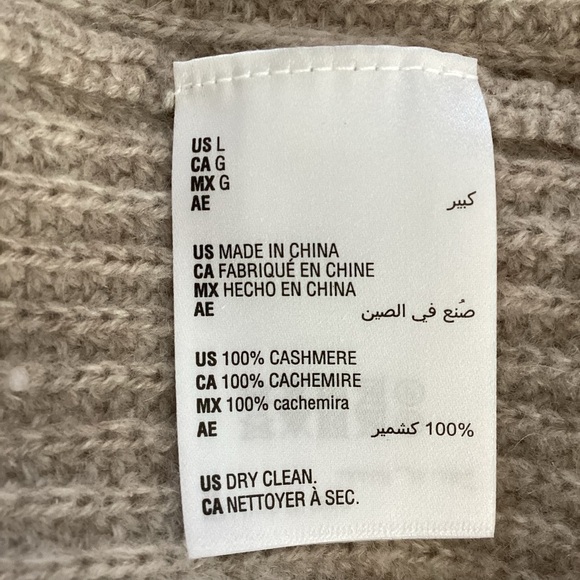 US L
CA G
MX G
AE كبير
US MADE IN CHINA
CA FABRIQUÉ EN CHINE
MX HECHO EN CHINA
AE صُنع في الصين
US 100% CASHMERE
CA 100% CACHEMIRE
MX 100% cachemira
AE 100% كشمير
US DRY CLEAN.
CA NETTOYER À SEC.